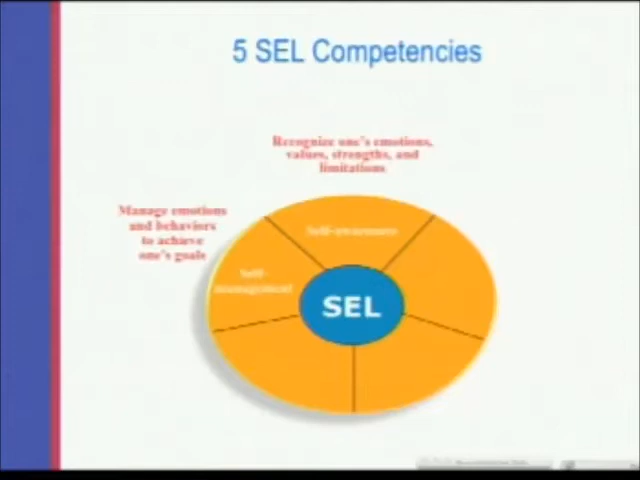 5 SEL Competencies
Recognize one's emotions,
values, strengths, and
limitations
Manage emotions
and behaviors
to achieve
one's goals
Self-awareness
Self-
management
SEL